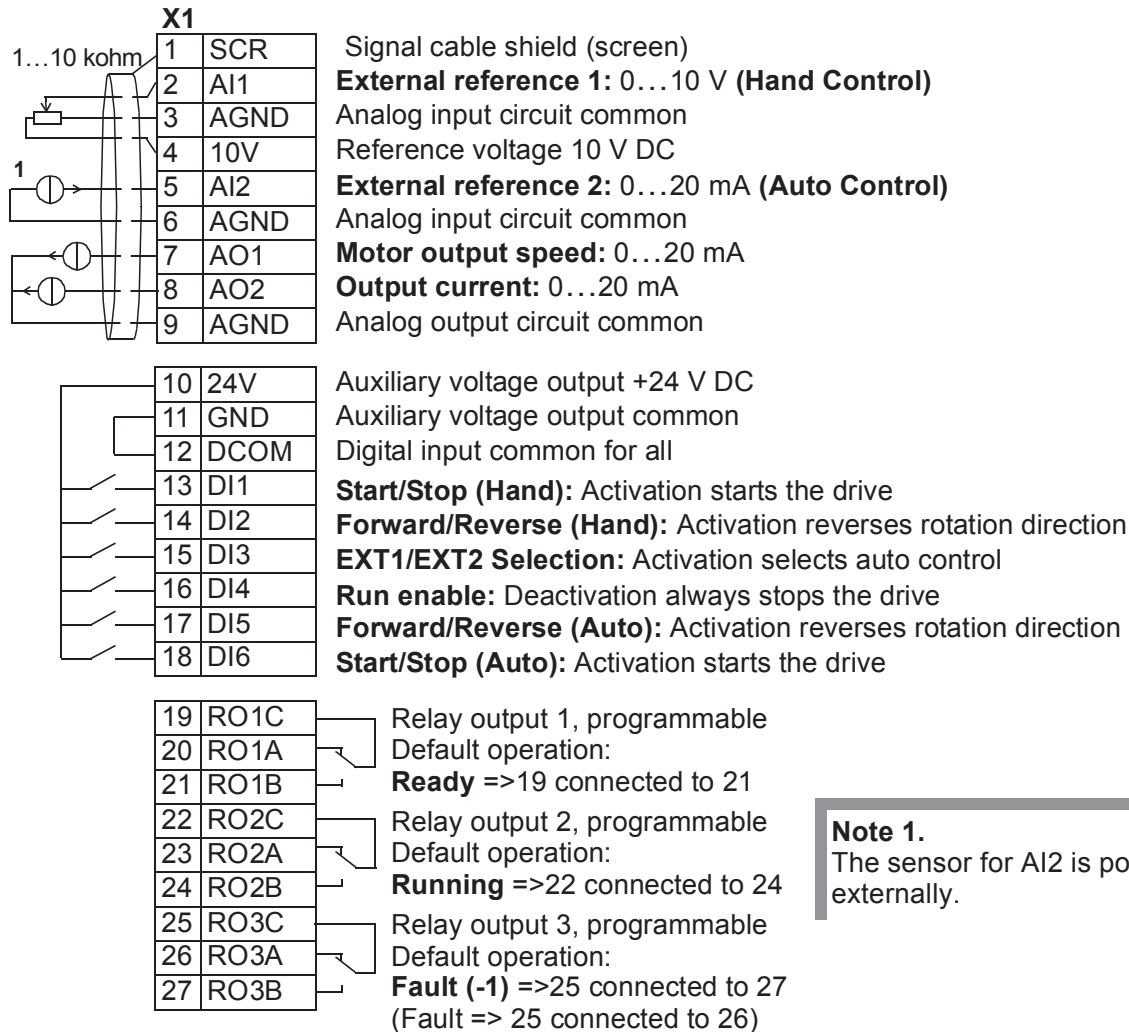 X1
1…10 kohm
1 SCR Signal cable shield (screen)
2 AI1 External reference 1: 0…10 V (Hand Control)
3 AGND Analog input circuit common
4 10V Reference voltage 10 V DC
1
5 AI2 External reference 2: 0…20 mA (Auto Control)
6 AGND Analog input circuit common
7 AO1 Motor output speed: 0…20 mA
8 AO2 Output current: 0…20 mA
9 AGND Analog output circuit common
10 24V Auxiliary voltage output +24 V DC
11 GND Auxiliary voltage output common
12 DCOM Digital input common for all
13 DI1 Start/Stop (Hand): Activation starts the drive
14 DI2 Forward/Reverse (Hand): Activation reverses rotation direction
15 DI3 EXT1/EXT2 Selection: Activation selects auto control
16 DI4 Run enable: Deactivation always stops the drive
17 DI5 Forward/Reverse (Auto): Activation reverses rotation direction
18 DI6 Start/Stop (Auto): Activation starts the drive
19 RO1C Relay output 1, programmable
20 RO1A Default operation:
21 RO1B Ready =>19 connected to 21
22 RO2C Relay output 2, programmable
23 RO2A Default operation:
24 RO2B Running =>22 connected to 24
25 RO3C Relay output 3, programmable
26 RO3A Default operation:
27 RO3B Fault (-1) =>25 connected to 27
(Fault => 25 connected to 26)
Note 1.
The sensor for AI2 is
externally.